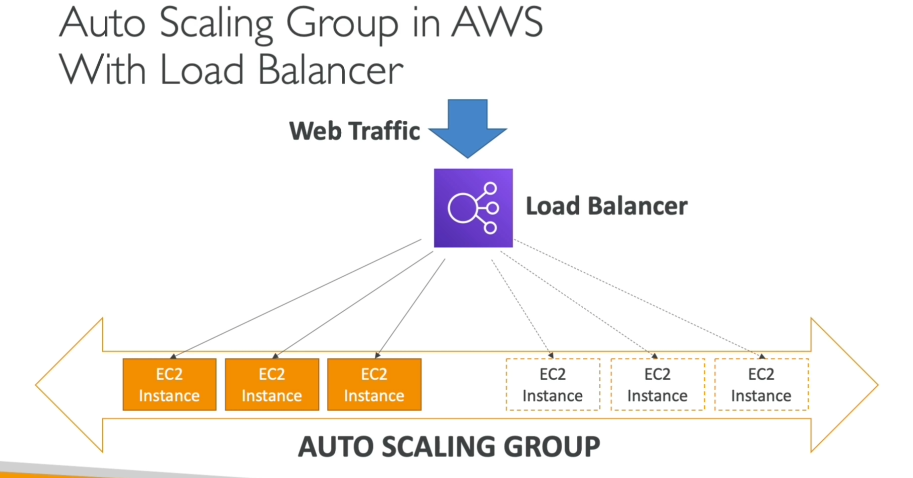 Auto Scaling Group in AWS
With Load Balancer
Web Traffic
Load Balancer
EC2
Instance
EC2
Instance
EC2
Instance
EC2
Instance
EC2
Instance
EC2
Instance
AUTO SCALING GROUP